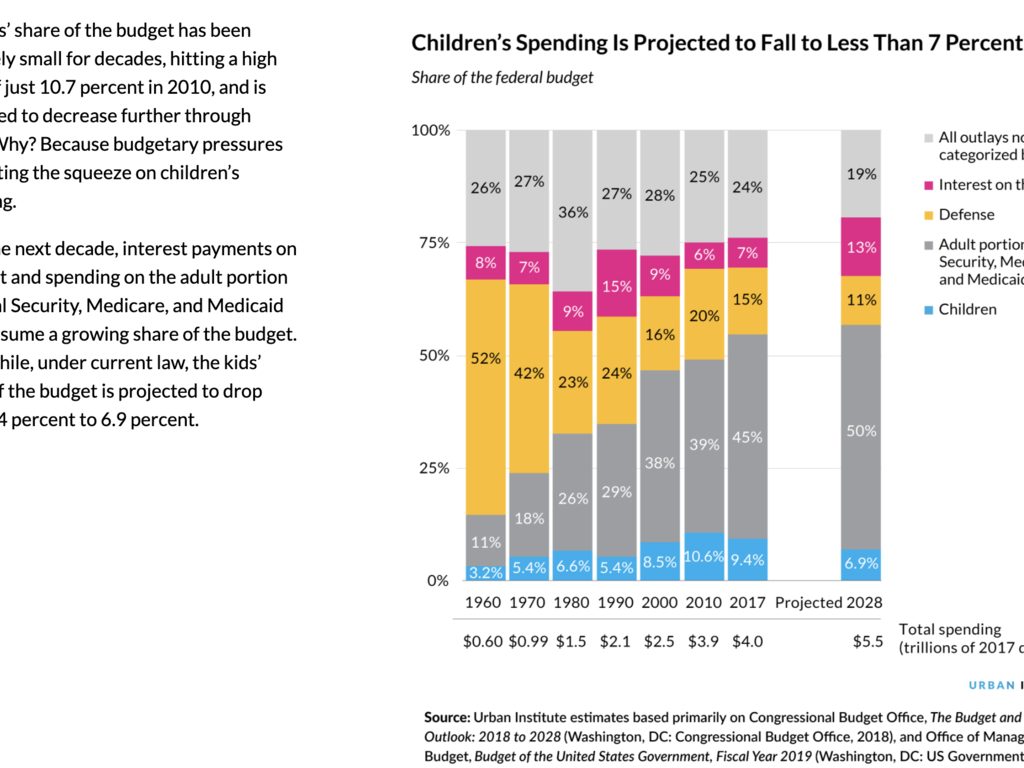 s’ share of the budget has been
ly small for decades, hitting a high
f just 10.7 percent in 2010, and is
ed to decrease further through
Why? Because budgetary pressures
ting the squeeze on children’s
ng.
e next decade, interest payments on
t and spending on the adult portion
al Security, Medicare, and Medicaid
sume a growing share of the budget.
hile, under current law, the kids’
f the budget is projected to drop
4 percent to 6.9 percent.
Children’s Spending Is Projected to Fall to Less Than 7 Percent
Share of the federal budget
100%
75%
50%
25%
0%
26% 27% 36% 27% 28% 25% 24% 19%
8% 7% 9% 15% 9% 6% 7% 13%
52% 42% 23% 24% 16% 20% 15% 11%
11% 18% 26% 29% 38% 39% 45% 50%
3.2% 5.4% 6.6% 5.4% 8.5% 10.6% 9.4% 6.9%
1960 1970 1980 1990 2000 2010 2017 Projected 2028
$0.60 $0.99 $1.5 $2.1 $2.5 $3.9 $4.0 $5.5
Total spending
(trillions of 2017 d
All outlays no
categorized b
Interest on th
Defense
Adult portion
Security, Med
and Medicaid
Children
URBAN I
Source: Urban Institute estimates based primarily on Congressional Budget Office, The Budget and
Outlook: 2018 to 2028 (Washington, DC: Congressional Budget Office, 2018), and Office of Manag
Budget, Budget of the United States Government, Fiscal Year 2019 (Washington, DC: US Government